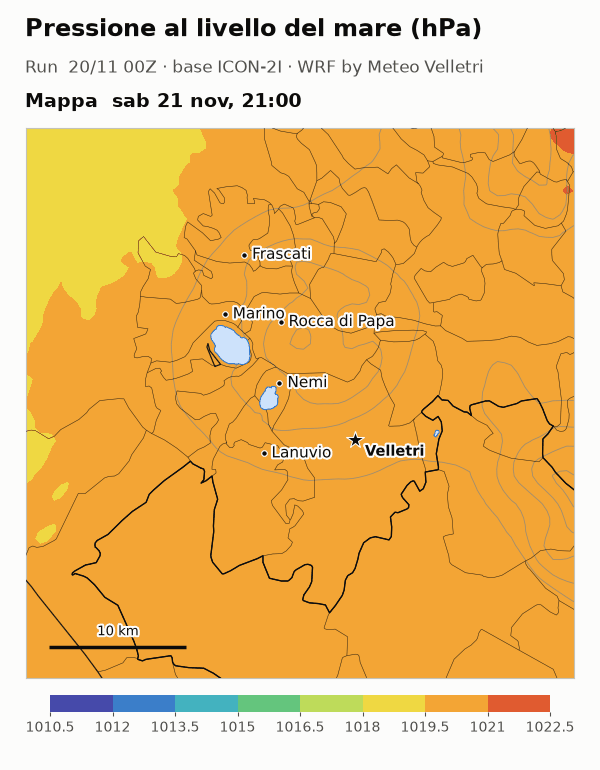 Pressione al livello del mare (hPa)
Run  20/11 00Z · base ICON-2I · WRF by Meteo Velletri
Mappa  sab 21 nov, 21:00
Frascati
Marino
Rocca di Papa
Nemi
Velletri
Lanuvio
10 km
1010.5 1012 1013.5 1015 1016.5 1018 1019.5 1021 1022.5